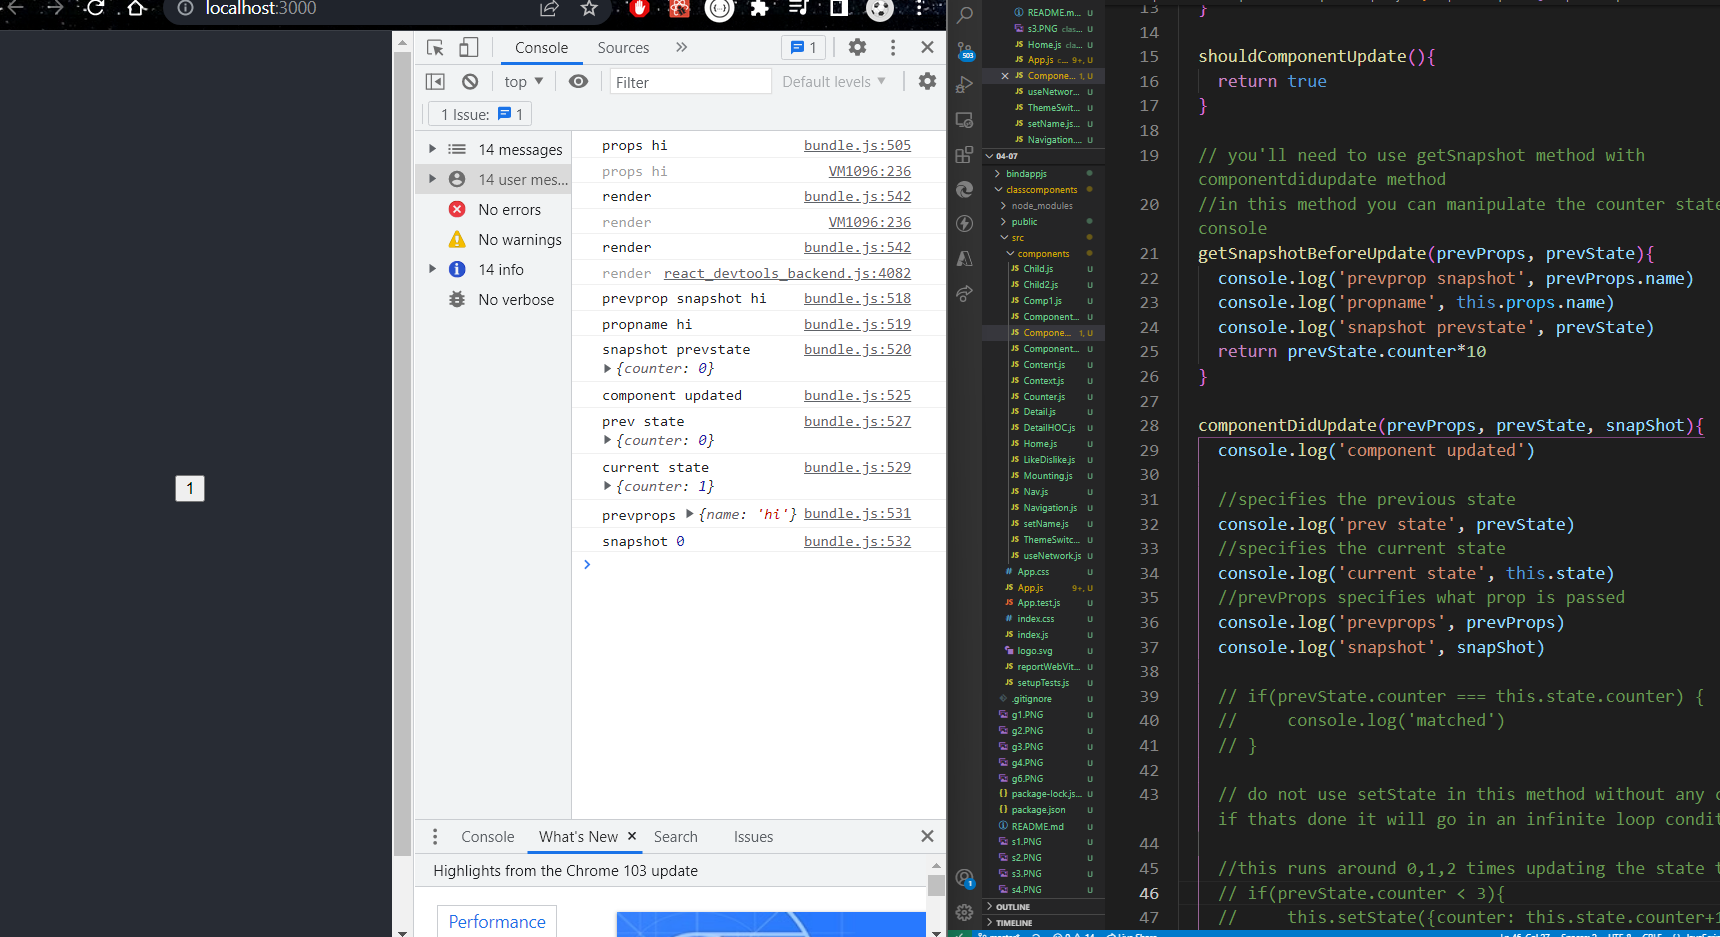 localhost:3000
Console
Sources
1
top
Filter
Default levels
1 Issue: 1
14 messages
14 user mes...
No errors
No warnings
14 info
No verbose
props hi bundle.js:505
props hi VM1096:236
render bundle.js:542
render VM1096:236
render bundle.js:542
render react_devtools_backend.js:4082
prevprop snapshot hi bundle.js:518
propname hi bundle.js:519
snapshot prevstate bundle.js:520
{counter: 0}
component updated bundle.js:525
prev state bundle.js:527
{counter: 0}
current state bundle.js:529
{counter: 1}
prevprops {name: 'hi'} bundle.js:531
snapshot 0 bundle.js:532
1
Console
What's New
Search
Issues
Highlights from the Chrome 103 update
Performance
503
1
README.m... U
s3.PNG clas... U
Home.js cla... U
App.js c... 9+, U
Compone... 1, U
useNetwor... U
ThemeSwit... U
setName.js... U
Navigation.... U
04-07
bindappjs
classcomponents
node_modules
public
src
components
Child.js U
Child2.js U
Comp1.js U
Component... U
Compone... 1, U
Component... U
Content.js U
Context.js U
Counter.js U
Detail.js U
DetailHOC.js U
Home.js U
LikeDislike.js U
Mounting.js U
Nav.js U
Navigation.js U
setName.js U
ThemeSwitc... U
useNetwork.js U
App.css U
App.js 9+, U
App.test.js U
index.css U
index.js U
logo.svg U
reportWebVit... U
setupTests.js U
.gitignore U
g1.PNG U
g2.PNG U
g3.PNG U
g4.PNG U
g6.PNG U
package-lock.js... U
package.json U
README.md U
s1.PNG U
s2.PNG U
s3.PNG U
s4.PNG U
OUTLINE
TIMELINE
13 }
14
15 shouldComponentUpdate(){
16 return true
17 }
18
19 // you'll need to use getSnapshot method with
componentdidupdate method
20 //in this method you can manipulate the counter state
console
21 getSnapshotBeforeUpdate(prevProps, prevState){
22 console.log('prevprop snapshot', prevProps.name)
23 console.log('propname', this.props.name)
24 console.log('snapshot prevstate', prevState)
25 return prevState.counter*10
26 }
27
28 componentDidUpdate(prevProps, prevState, snapShot){
29 console.log('component updated')
30
31 //specifies the previous state
32 console.log('prev state', prevState)
33 //specifies the current state
34 console.log('current state', this.state)
35 //prevProps specifies what prop is passed
36 console.log('prevprops', prevProps)
37 console.log('snapshot', snapShot)
38
39 // if(prevState.counter === this.state.counter) {
40 // console.log('matched')
41 // }
42
43 // do not use setState in this method without any
if thats done it will go in an infinite loop condit
44
45 //this runs around 0,1,2 times updating the state
46 // if(prevState.counter < 3){
47 // this.setState({counter: this.state.counter+1